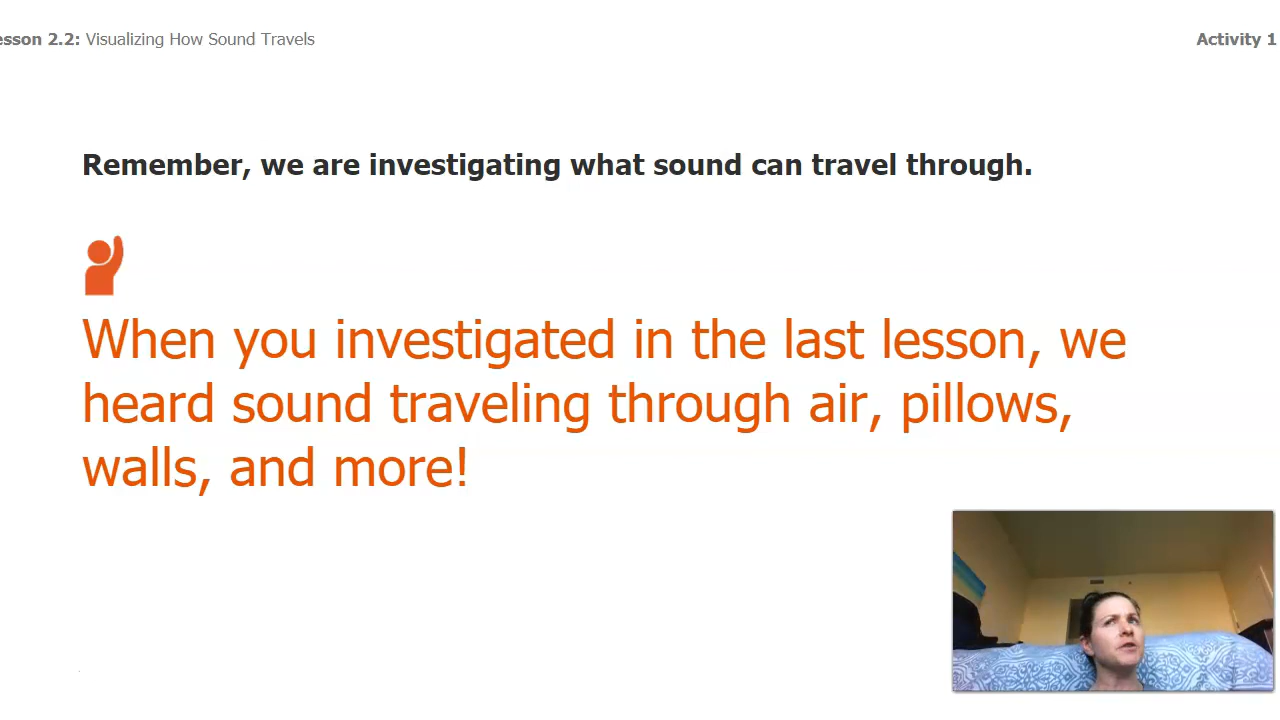 esson 2.2: Visualizing How Sound Travels
Activity 1
Remember, we are investigating what sound can travel through.
When you investigated in the last lesson, we
heard sound traveling through air, pillows,
walls, and more!